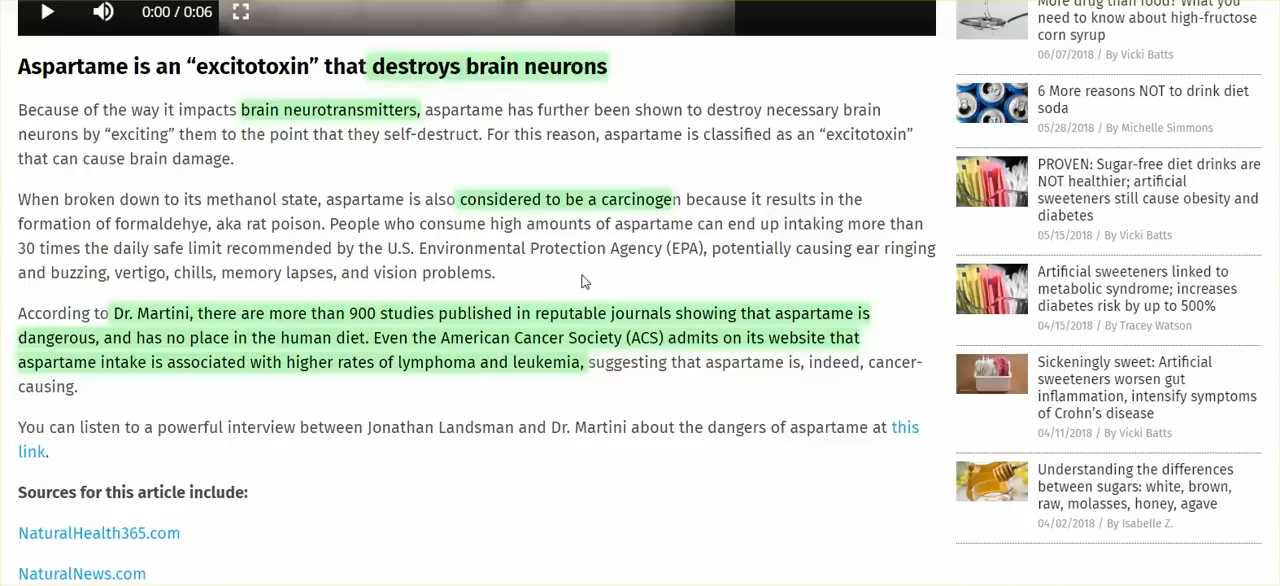 0:00 / 0:06
Aspartame is an “excitotoxin” that destroys brain neurons
Because of the way it impacts brain neurotransmitters, aspartame has further been shown to destroy necessary brain
neurons by “exciting” them to the point that they self-destruct. For this reason, aspartame is classified as an “excitotoxin”
that can cause brain damage.
When broken down to its methanol state, aspartame is also considered to be a carcinogen because it results in the
formation of formaldehye, aka rat poison. People who consume high amounts of aspartame can end up intaking more than
30 times the daily safe limit recommended by the U.S. Environmental Protection Agency (EPA), potentially causing ear ringing
and buzzing, vertigo, chills, memory lapses, and vision problems.
According to Dr. Martini, there are more than 900 studies published in reputable journals showing that aspartame is
dangerous, and has no place in the human diet. Even the American Cancer Society (ACS) admits on its website that
aspartame intake is associated with higher rates of lymphoma and leukemia, suggesting that aspartame is, indeed, cancer-
causing.
You can listen to a powerful interview between Jonathan Landsman and Dr. Martini about the dangers of aspartame at this
link.
Sources for this article include:
NaturalHealth365.com
NaturalNews.com
More drug than food? What you
need to know about high-fructose
corn syrup
06/07/2018 / By Vicki Batts
6 More reasons NOT to drink diet
soda
05/28/2018 / By Michelle Simmons
PROVEN: Sugar-free diet drinks are
NOT healthier; artificial
sweeteners still cause obesity and
diabetes
05/15/2018 / By Vicki Batts
Artificial sweeteners linked to
metabolic syndrome; increases
diabetes risk by up to 500%
04/15/2018 / By Tracey Watson
Sickeningly sweet: Artificial
sweeteners worsen gut
inflammation, intensify symptoms
of Crohn’s disease
04/11/2018 / By Vicki Batts
Understanding the differences
between sugars: white, brown,
raw, molasses, honey, agave
04/02/2018 / By Isabelle Z.